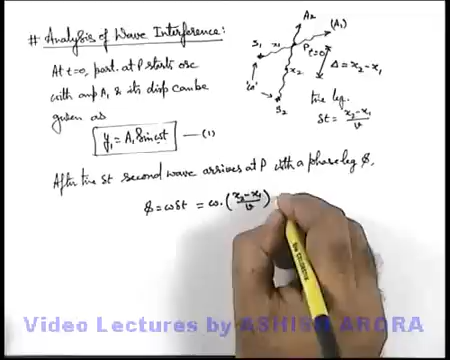 # Analysis of Wave Interference:
At t=0, part. at P starts osc
with amp A₁ & its disp can be
given as
y₁ = A₁ Sin ωt —(1)
After time δt second wave arrives at P with a phase lag ϕ,
ϕ = ωδt = ω·(x₂-x₁/v)
A₂
(A₁)
S₁
x₁
P
t=0
Δ = x₂-x₁
x₂
'ω'
S₂
time lag.
δt = x₂-x₁/v
Video Lectures by ASHISH ARORA